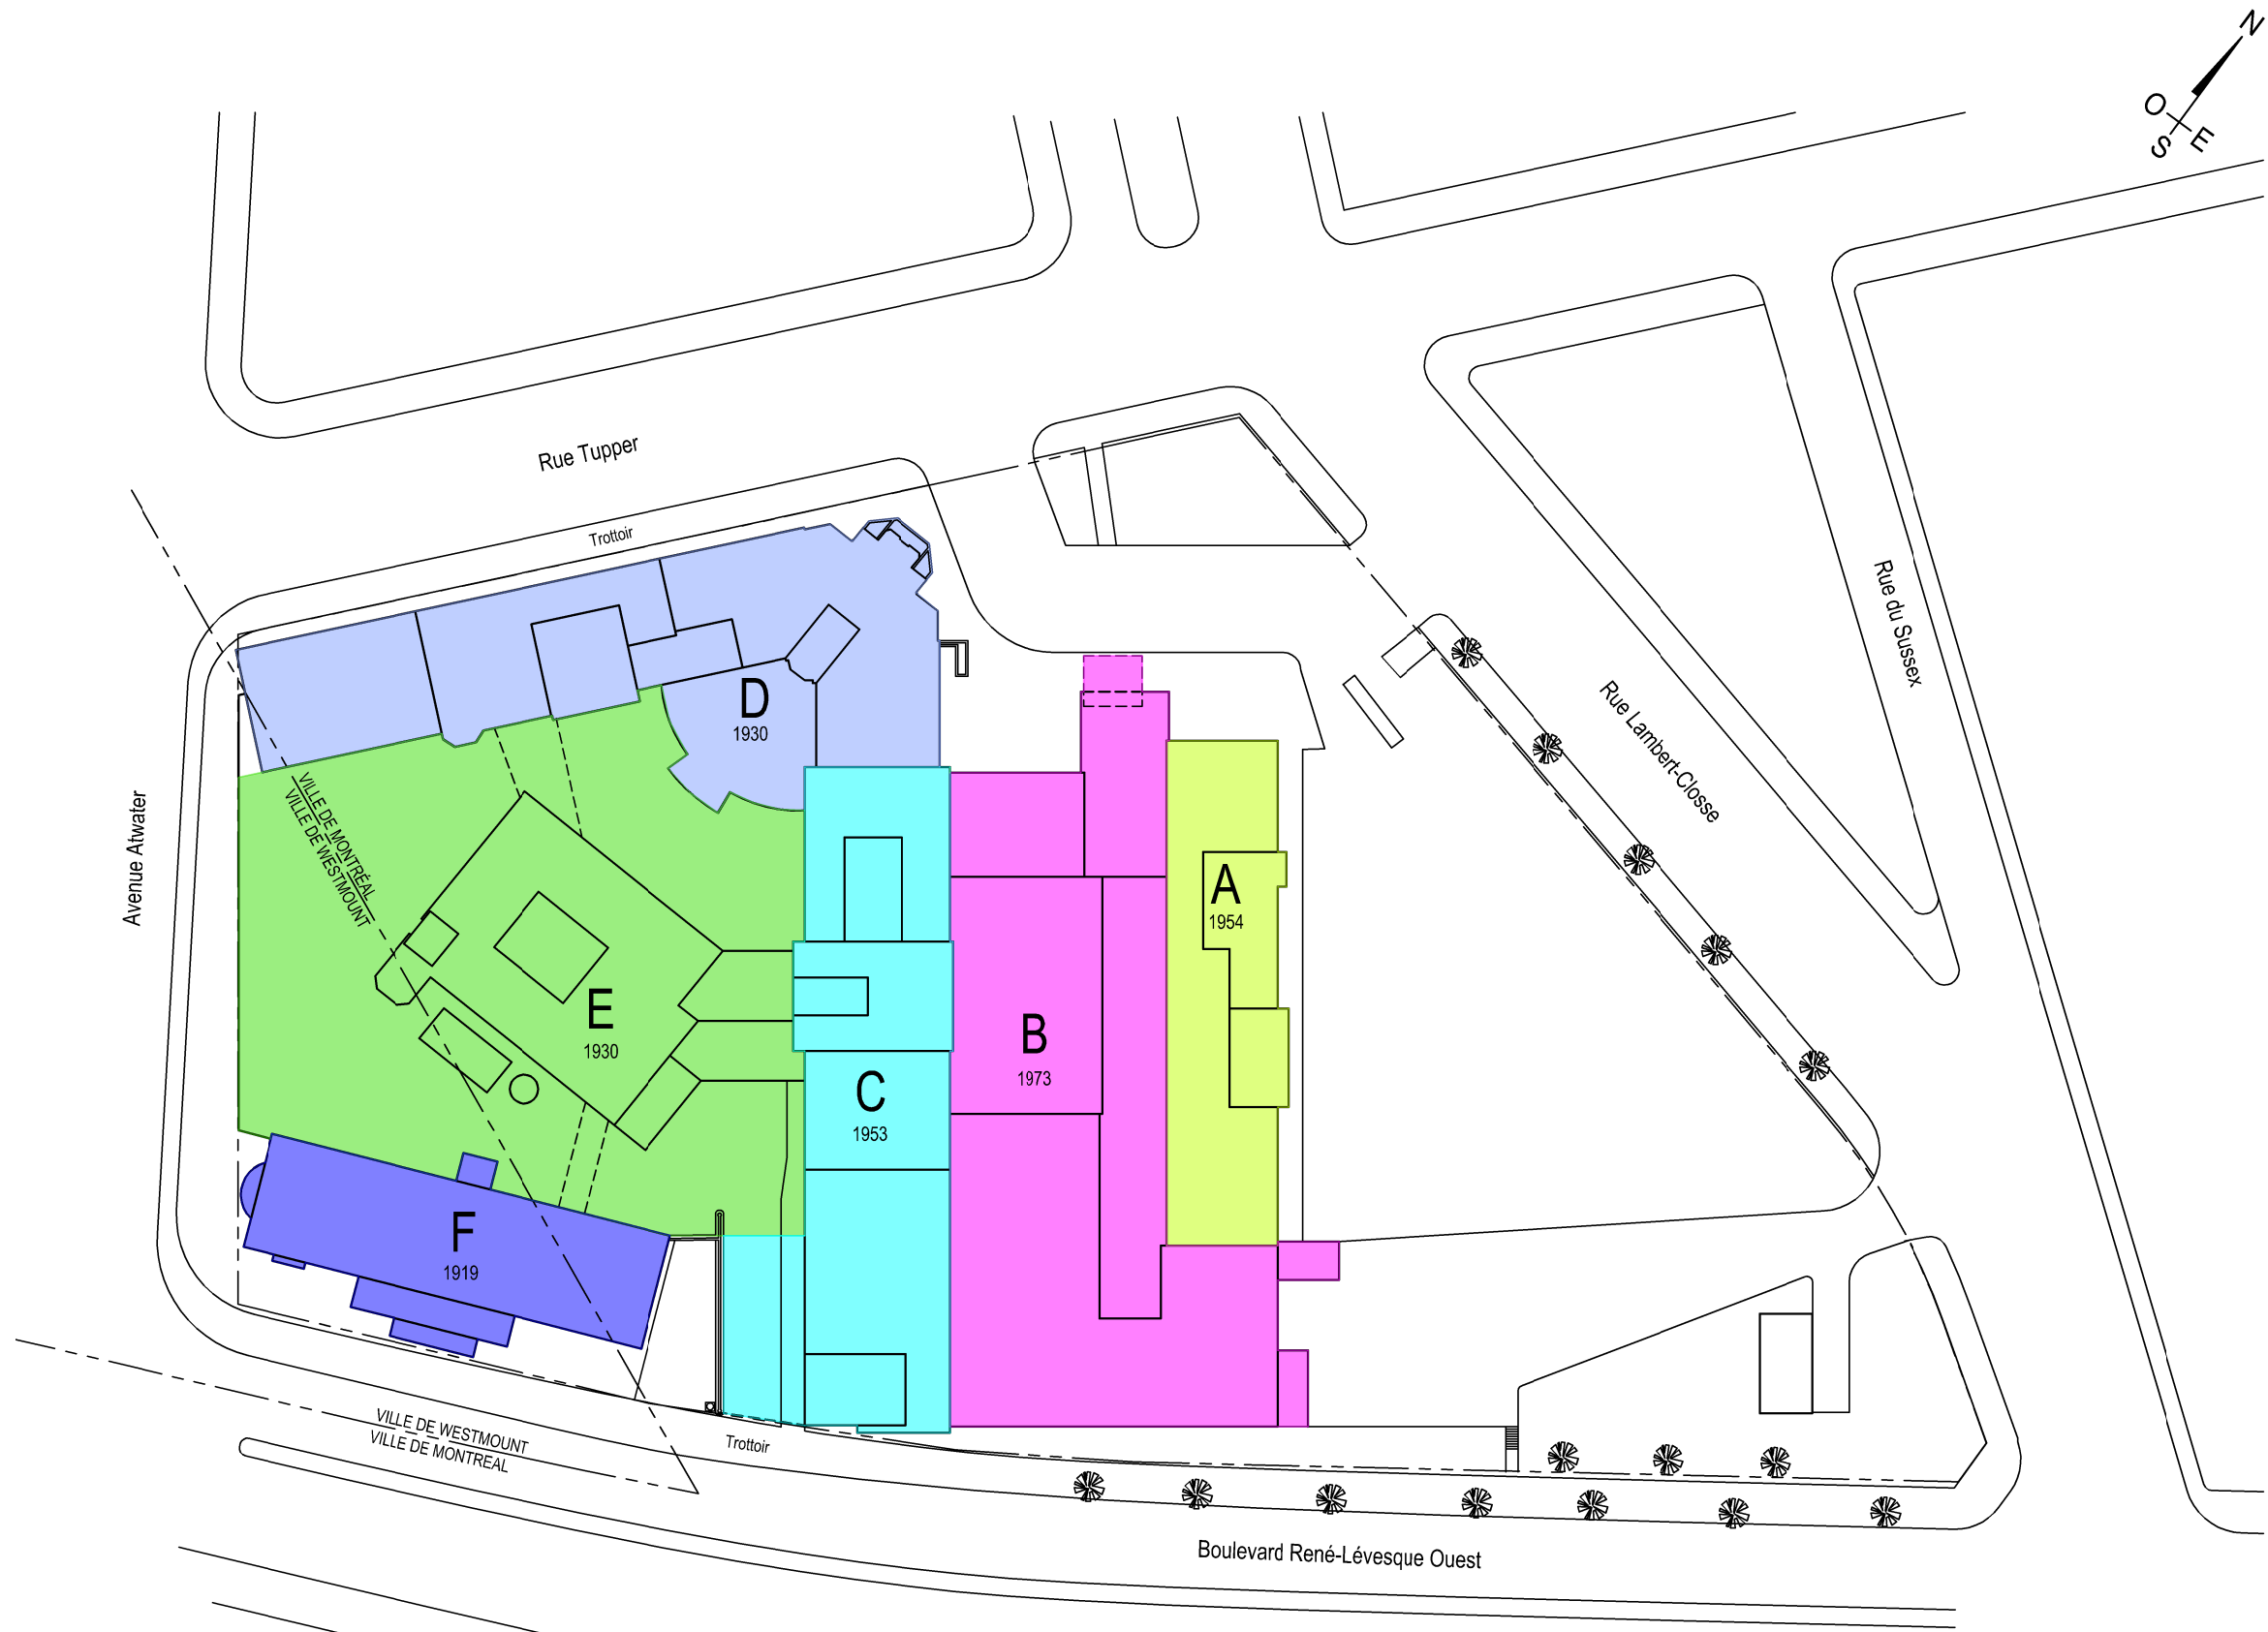 N
O
E
S
Rue Tupper
Trottoir
Rue du Sussex
Rue Lambert-Closse
D
1930
VILLE DE MONTRÉAL
VILLE DE WESTMOUNT
Avenue Atwater
A
1954
E
1930
B
1973
C
1953
F
1919
VILLE DE WESTMOUNT
VILLE DE MONTREAL
Trottoir
Boulevard René-Lévesque Ouest